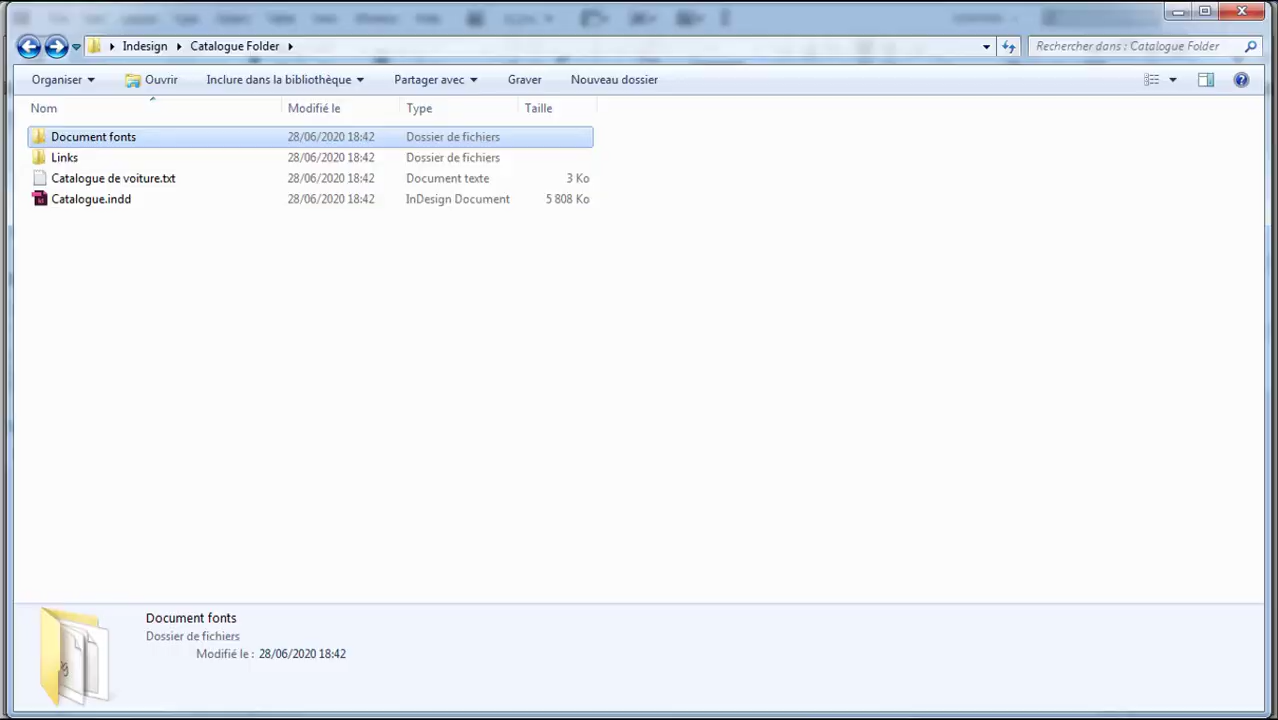 Indesign Catalogue Folder
Rechercher dans : Catalogue Folder
Organiser Ouvrir Inclure dans la bibliothèque Partager avec Graver Nouveau dossier
Nom Modifié le Type Taille
Document fonts 28/06/2020 18:42 Dossier de fichiers
Links 28/06/2020 18:42 Dossier de fichiers
Catalogue de voiture.txt 28/06/2020 18:42 Document texte 3 Ko
Catalogue.indd 28/06/2020 18:42 InDesign Document 5 808 Ko
Document fonts
Dossier de fichiers
Modifié le : 28/06/2020 18:42